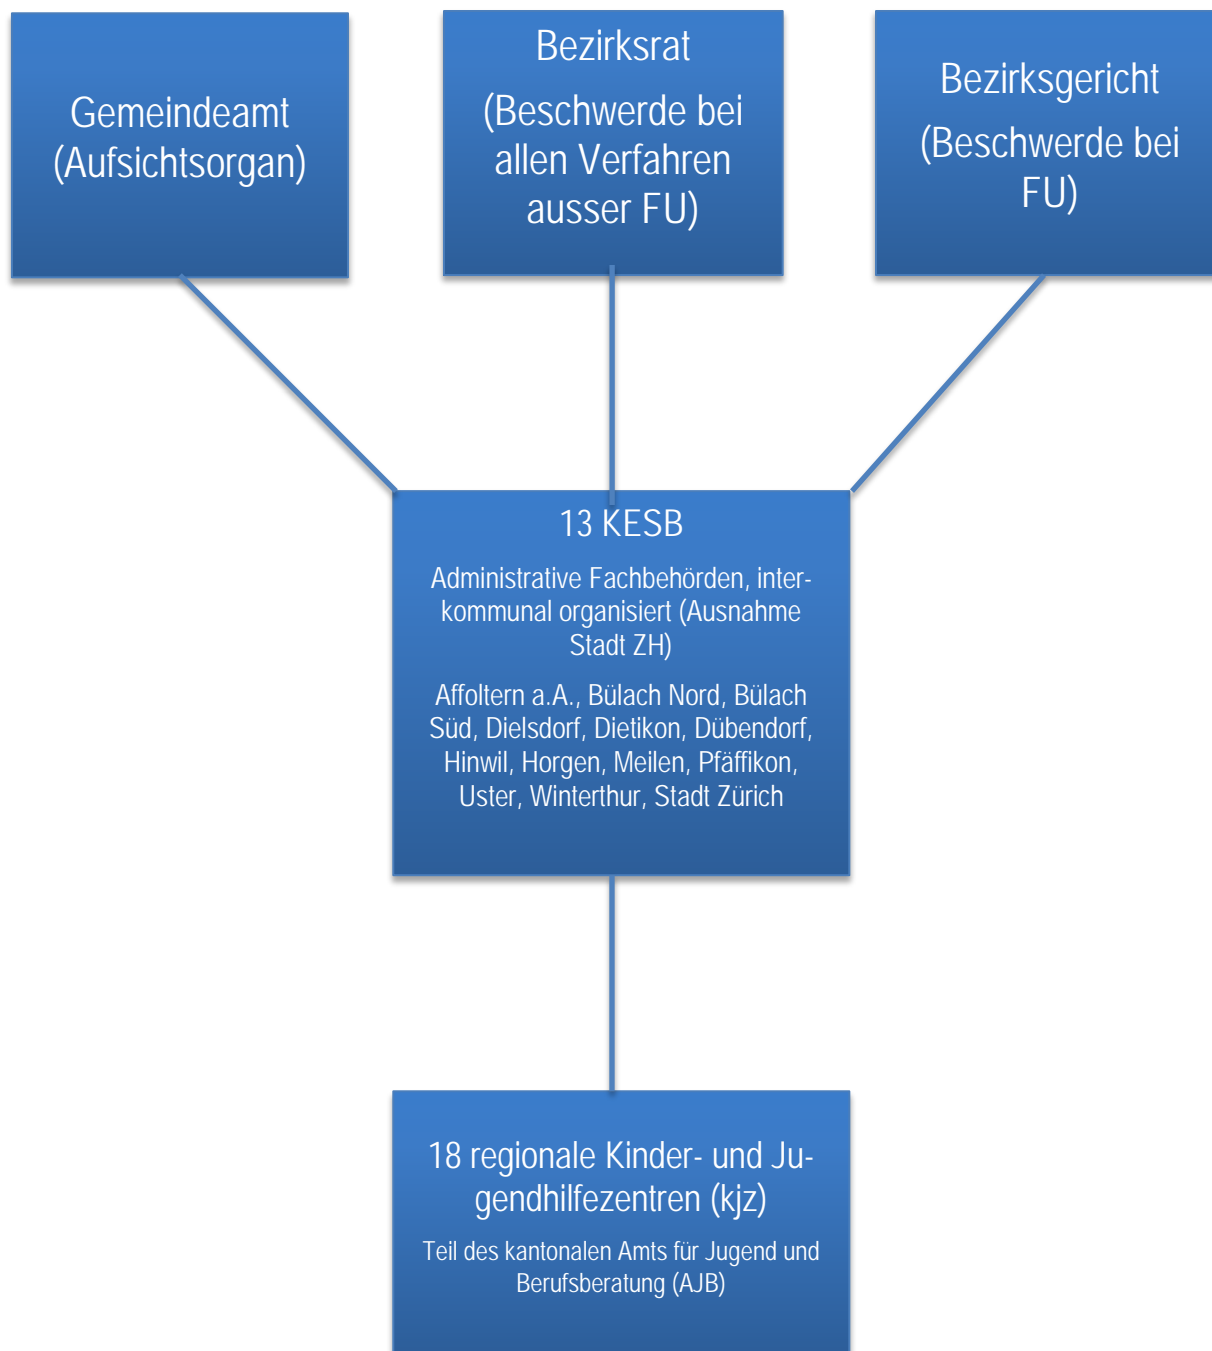 Gemeindeamt
(Aufsichtsorgan)
Bezirksrat
(Beschwerde bei
allen Verfahren
ausser FU)
Bezirksgericht
(Beschwerde bei
FU)
13 KESB
Administrative Fachbehörden, inter-
kommunal organisiert (Ausnahme
Stadt ZH)
Affoltern a.A., Bülach Nord, Bülach
Süd, Dielsdorf, Dietikon, Dübendorf,
Hinwil, Horgen, Meilen, Pfäffikon,
Uster, Winterthur, Stadt Zürich
18 regionale Kinder- und Ju-
gendhilfezentren (kjz)
Teil des kantonalen Amts für Jugend und
Berufsberatung (AJB)